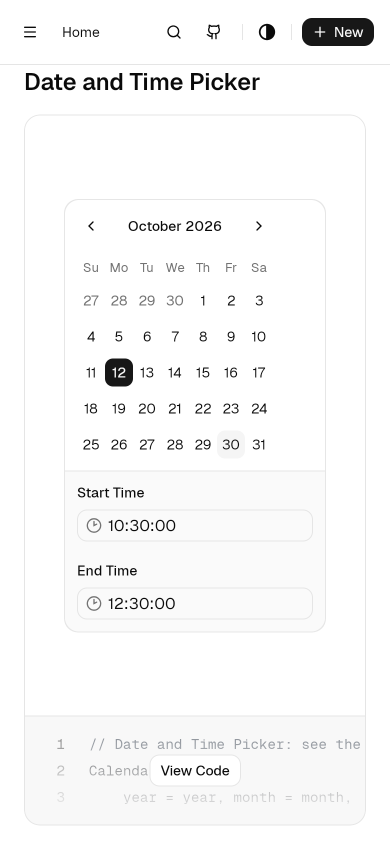 Home
New
Date and Time Picker
October 2026
Su Mo Tu We Th Fr Sa
27 28 29 30 1 2 3
4 5 6 7 8 9 10
11 12 13 14 15 16 17
18 19 20 21 22 23 24
25 26 27 28 29 30 31
Start Time
10:30:00
End Time
12:30:00
1 // Date and Time Picker: see the
2 Calenda
View Code
3 year = year, month = month,